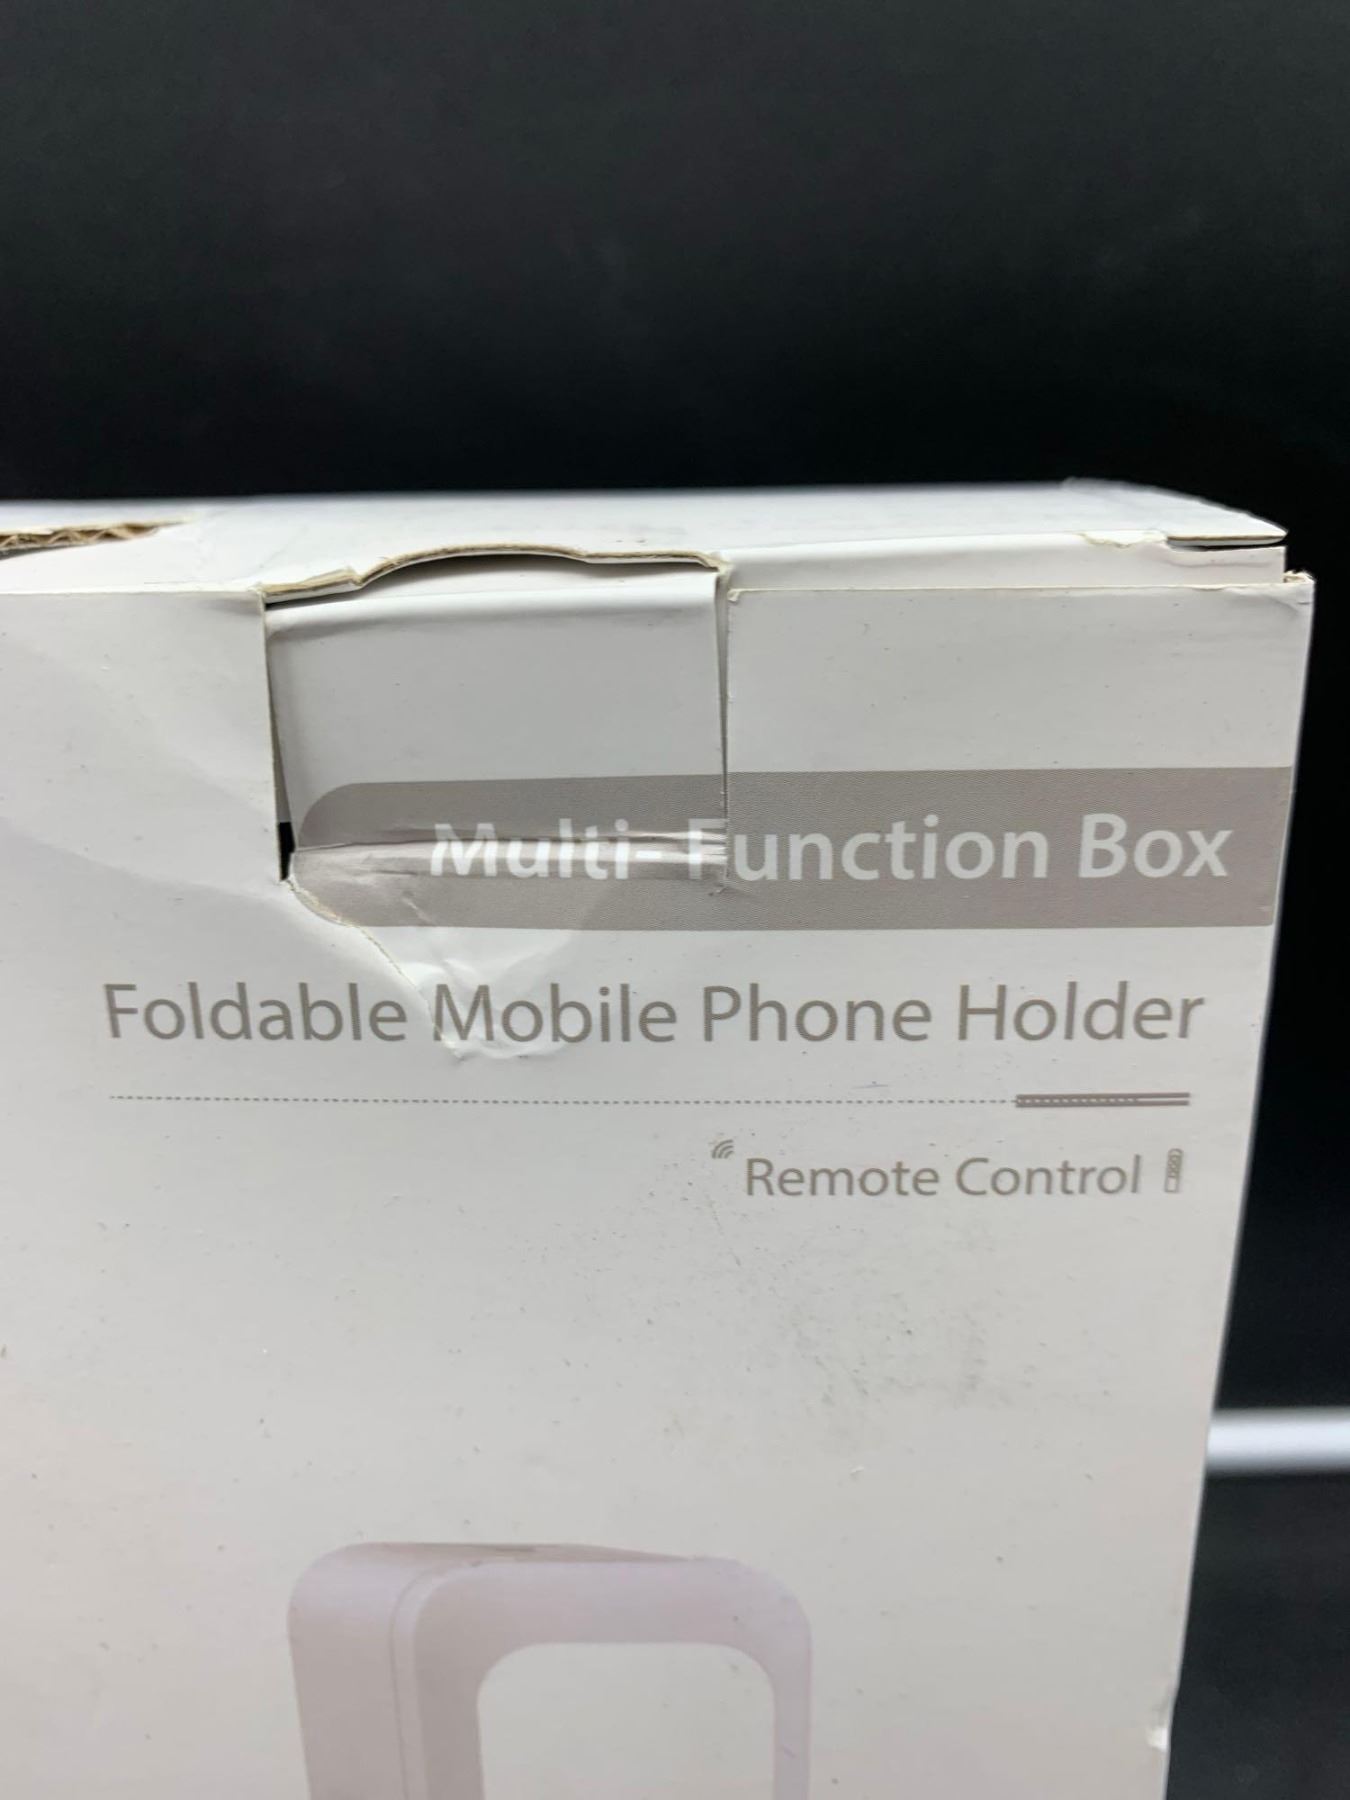 Multi-Function Box
Foldable Mobile Phone Holder
Remote Control